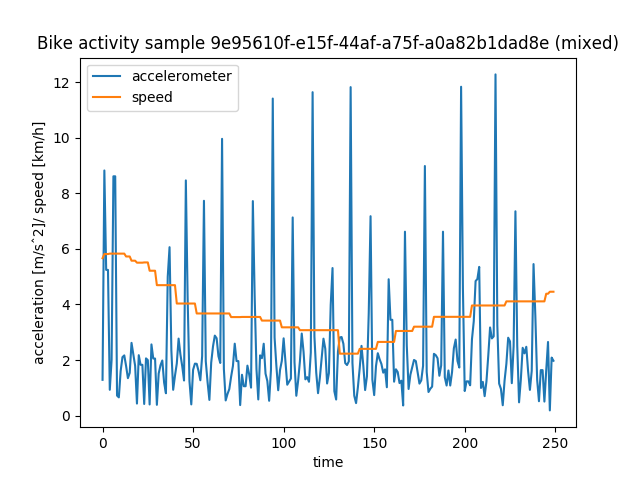 Bike activity sample 9e95610f-e15f-44af-a75f-a0a82b1dad8e (mixed)
accelerometer
speed
12
10
8
6
4
2
0
acceleration [m/s^2]/ speed [km/h]
0 50 100 150 200 250
time